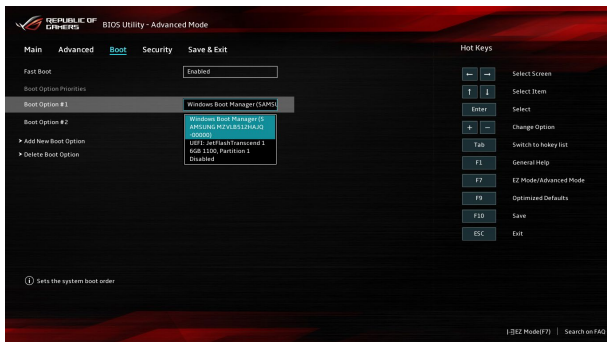 REPUBLIC OF
GAMERS
BIOS Utility - Advanced Mode
Main Advanced Boot Security Save & Exit
Hot Keys
Fast Boot
Enabled
Boot Option Priorities
Boot Option #1
Windows Boot Manager (SAMSU
Boot Option #2
Windows Boot Manager (S
AMSUNG MZVLB512HAJQ
-00000)
UEFI: JetFlashTranscend 1
6GB 1100, Partition 1
Disabled
> Add New Boot Option
> Delete Boot Option
← → Select Screen
↑ ↓ Select Item
Enter Select
+ − Change Option
Tab Switch to hokey list
F1 General Help
F7 EZ Mode/Advanced Mode
F9 Optimized Defaults
F10 Save
ESC Exit
i Sets the system boot order
EZ Mode(F7) | Search on FAQ